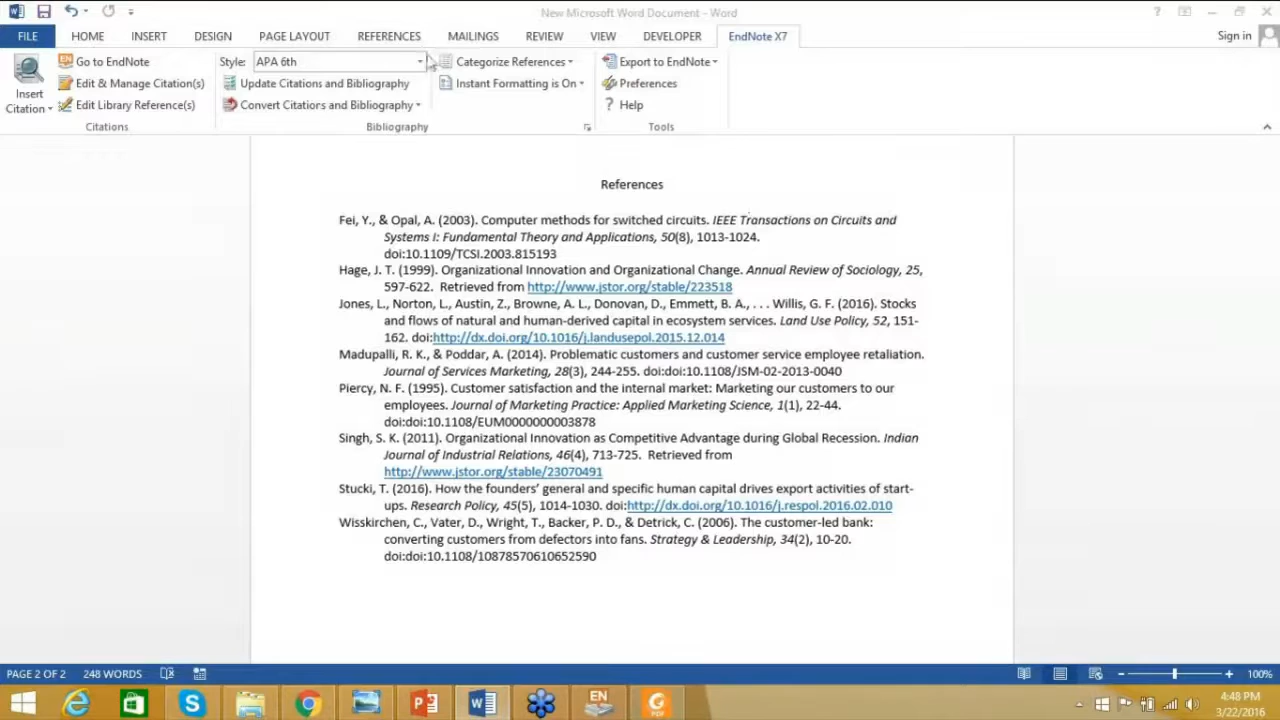 New Microsoft Word Document - Word
?
FILE HOME INSERT DESIGN PAGE LAYOUT REFERENCES MAILINGS REVIEW VIEW DEVELOPER EndNote X7 Sign in
Go to EndNote Style: APA 6th Categorize References Export to EndNote
Insert Citation Edit & Manage Citation(s) Update Citations and Bibliography Instant Formatting is On Preferences
Edit Library Reference(s) Convert Citations and Bibliography ? Help
Citations Bibliography Tools
References
Fei, Y., & Opal, A. (2003). Computer methods for switched circuits. IEEE Transactions on Circuits and
Systems I: Fundamental Theory and Applications, 50(8), 1013-1024.
doi:10.1109/TCSI.2003.815193
Hage, J. T. (1999). Organizational Innovation and Organizational Change. Annual Review of Sociology, 25,
597-622. Retrieved from http://www.jstor.org/stable/223518
Jones, L., Norton, L., Austin, Z., Browne, A. L., Donovan, D., Emmett, B. A., . . . Willis, G. F. (2016). Stocks
and flows of natural and human-derived capital in ecosystem services. Land Use Policy, 52, 151-
162. doi:http://dx.doi.org/10.1016/j.landusepol.2015.12.014
Madupalli, R. K., & Poddar, A. (2014). Problematic customers and customer service employee retaliation.
Journal of Services Marketing, 28(3), 244-255. doi:doi:10.1108/JSM-02-2013-0040
Piercy, N. F. (1995). Customer satisfaction and the internal market: Marketing our customers to our
employees. Journal of Marketing Practice: Applied Marketing Science, 1(1), 22-44.
doi:doi:10.1108/EUM0000000003878
Singh, S. K. (2011). Organizational Innovation as Competitive Advantage during Global Recession. Indian
Journal of Industrial Relations, 46(4), 713-725. Retrieved from
http://www.jstor.org/stable/23070491
Stucki, T. (2016). How the founders’ general and specific human capital drives export activities of start-
ups. Research Policy, 45(5), 1014-1030. doi:http://dx.doi.org/10.1016/j.respol.2016.02.010
Wisskirchen, C., Vater, D., Wright, T., Backer, P. D., & Detrick, C. (2006). The customer-led bank:
converting customers from defectors into fans. Strategy & Leadership, 34(2), 10-20.
doi:doi:10.1108/10878570610652590
PAGE 2 OF 2 248 WORDS 100%
EN
PDF
4:48 PM
3/22/2016